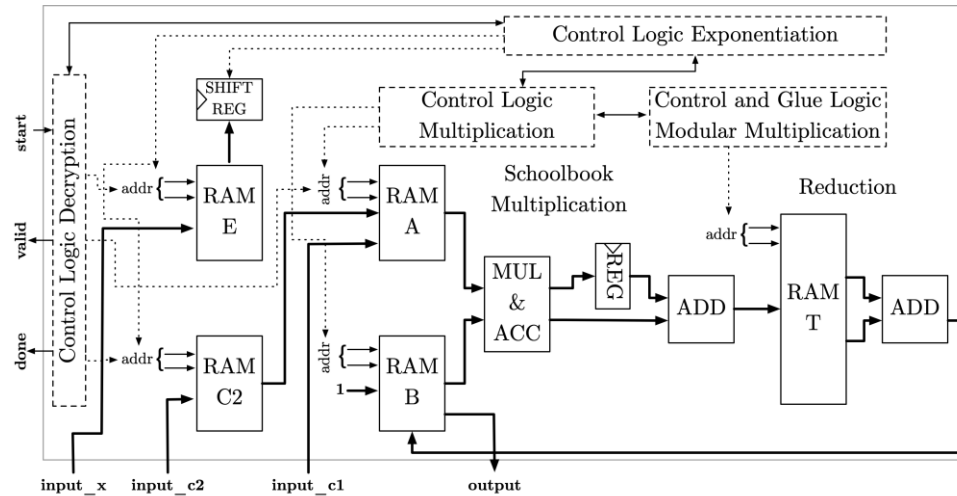 Control Logic Exponentiation
SHIFT
REG
Control Logic
Multiplication
Control and Glue Logic
Modular Multiplication
start
valid
done
Control Logic Decryption
addr {
RAM
E
addr {
RAM
A
Schoolbook
Multiplication
Reduction
addr {
MUL
&
ACC
REG
ADD
RAM
T
ADD
addr {
RAM
C2
addr {
1
RAM
B
input_x
input_c2
input_c1
output